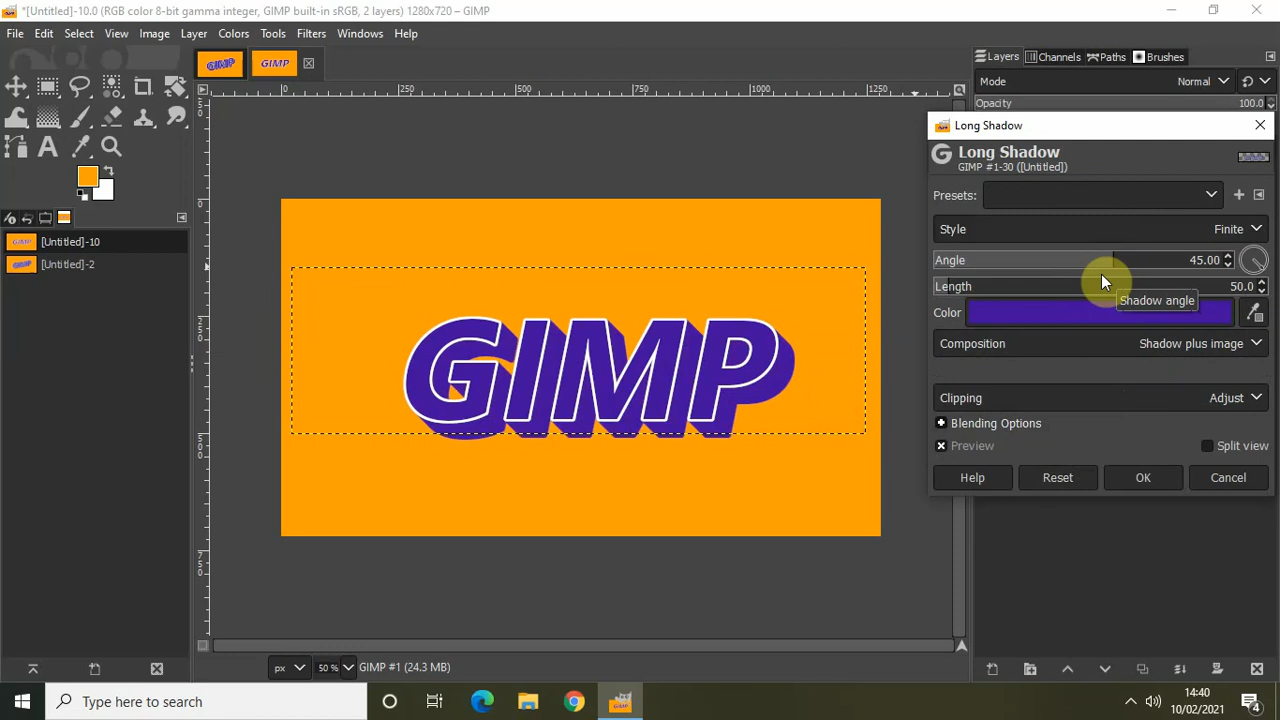 *[Untitled]-10.0 (RGB color 8-bit gamma integer, GIMP built-in sRGB, 2 layers) 1280x720 – GIMP
File Edit Select View Image Layer Colors Tools Filters Windows Help
GIMP GIMP
Layers Channels Paths Brushes
Mode Normal
Opacity 100.0
0 250 500 750 1000 1250
Long Shadow
Long Shadow
GIMP #1-30 ([Untitled])
Presets:
Style Finite
Angle 45.00
Length 50.0
Shadow angle
Color
Composition Shadow plus image
Clipping Adjust
Blending Options
Preview Split view
Help Reset OK Cancel
[Untitled]-10
[Untitled]-2
GIMP
px 50 % GIMP #1 (24.3 MB)
Type here to search
14:40
10/02/2021
4